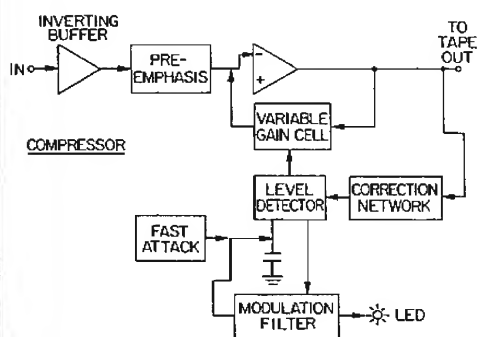 INVERTING
BUFFER
IN
PRE-
EMPHASIS
-
+
TO
TAPE
OUT
VARIABLE
GAIN CELL
COMPRESSOR
LEVEL
DETECTOR
CORRECTION
NETWORK
FAST
ATTACK
MODULATION
FILTER
LED